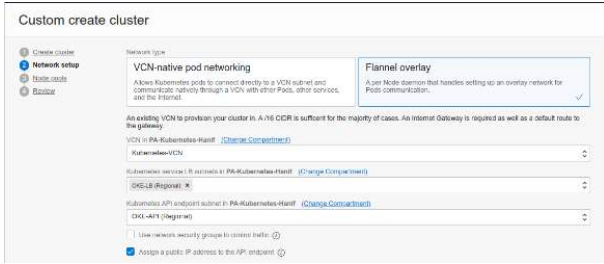 Custom create cluster
1 Create cluster
2 Network setup
3 Node pools
4 Review
Network type
VCN-native pod networking
Allows Kubernetes pods to connect directly to a VCN subnet and
communicate natively through a VCN with other Pods, other services,
and the Internet.
Flannel overlay
A per Node daemon that handles setting up an overlay network for
Pods communication.
An existing VCN to provision your cluster in. A /16 CIDR is sufficent for the majority of cases. An Internet Gateway is required as well as a default route to
the gateway.
VCN in PA-Kubernetes-Hanif (Change Compartment)
Kubernetes-VCN
Kubernetes service LB subnets in PA-Kubernetes-Hanif (Change Compartment)
OKE-LB (Regional) ×
Kubernetes API endpoint subnet in PA-Kubernetes-Hanif (Change Compartment)
OKE-API (Regional)
Use network security groups to control traffic
Assign a public IP address to the API endpoint